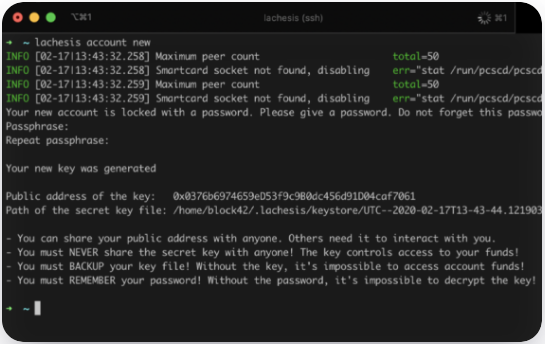 ⌥⌘1
lachesis (ssh)
⌘1
→ ~ lachesis account new
INFO [02-17|13:43:32.258] Maximum peer count total=50
INFO [02-17|13:43:32.258] Smartcard socket not found, disabling err="stat /run/pcscd/pcscd
INFO [02-17|13:43:32.259] Maximum peer count total=50
INFO [02-17|13:43:32.259] Smartcard socket not found, disabling err="stat /run/pcscd/pcscd
Your new account is locked with a password. Please give a password. Do not forget this passwo
Passphrase:
Repeat passphrase:
Your new key was generated
Public address of the key: 0x0376b6974659eD53f9c9B0dc456d91D04caf7061
Path of the secret key file: /home/block42/.lachesis/keystore/UTC--2020-02-17T13-43-44.121903
- You can share your public address with anyone. Others need it to interact with you.
- You must NEVER share the secret key with anyone! The key controls access to your funds!
- You must BACKUP your key file! Without the key, it's impossible to access account funds!
- You must REMEMBER your password! Without the password, it's impossible to decrypt the key!
→ ~